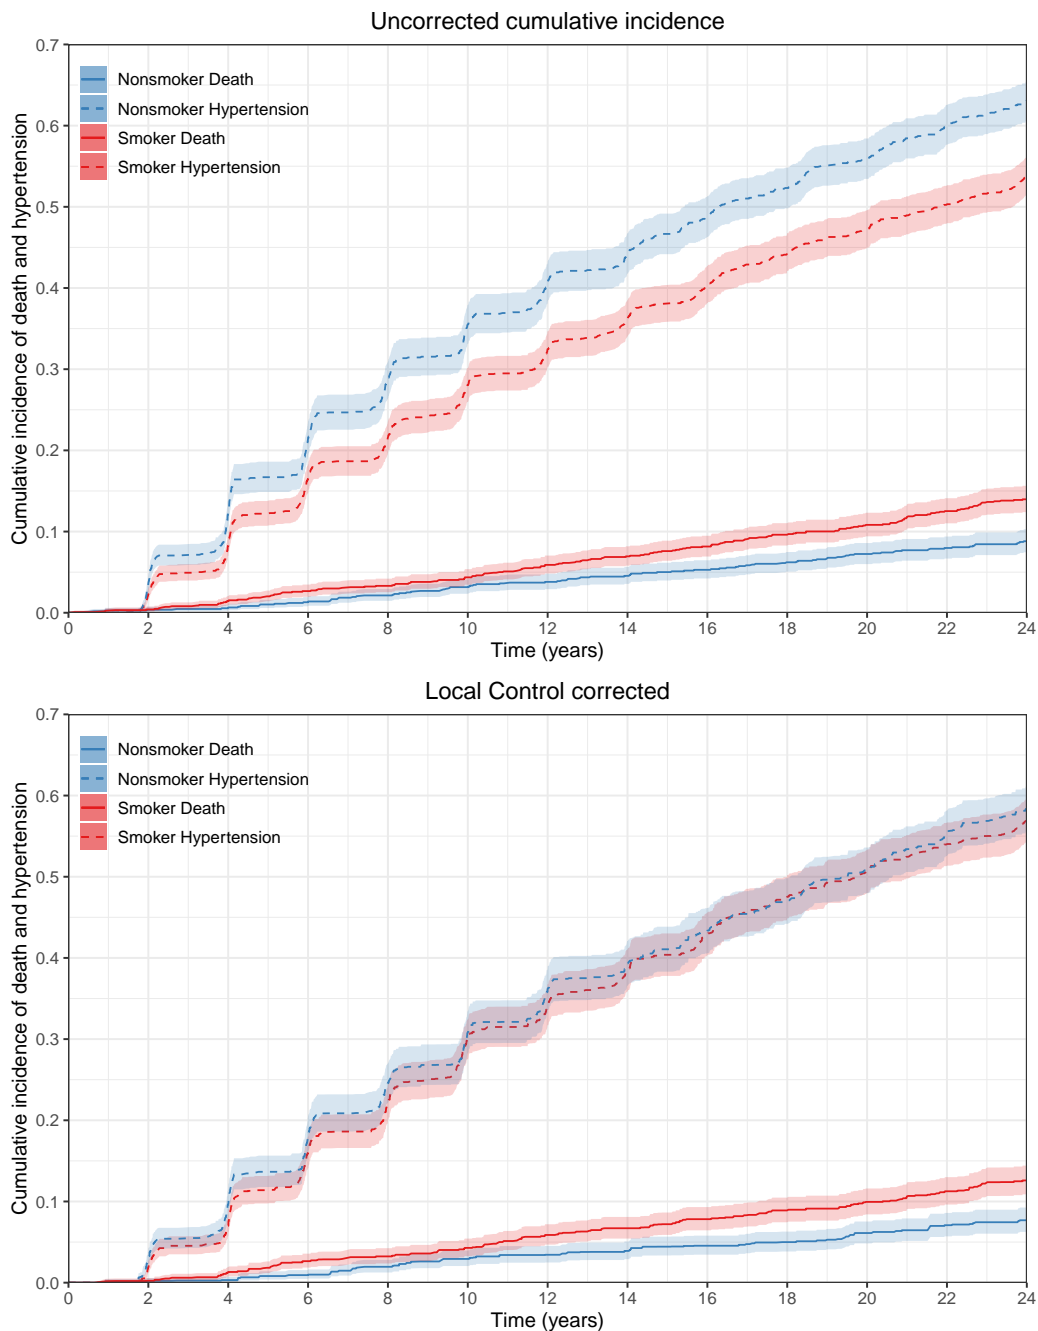 Uncorrected cumulative incidence
Cumulative incidence of death and hypertension
0.7
0.6
0.5
0.4
0.3
0.2
0.1
0.0
Nonsmoker Death
Nonsmoker Hypertension
Smoker Death
Smoker Hypertension
0 2 4 6 8 10 12 14 16 18 20 22 24
Time (years)
Local Control corrected
Cumulative incidence of death and hypertension
0.7
0.6
0.5
0.4
0.3
0.2
0.1
0.0
Nonsmoker Death
Nonsmoker Hypertension
Smoker Death
Smoker Hypertension
0 2 4 6 8 10 12 14 16 18 20 22 24
Time (years)